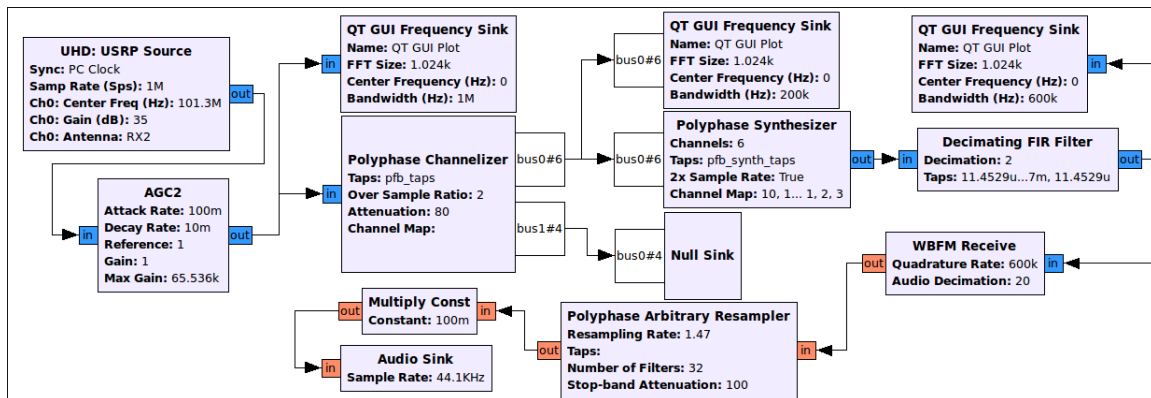 UHD: USRP Source
Sync: PC Clock
Samp Rate (Sps): 1M
Ch0: Center Freq (Hz): 101.3M
Ch0: Gain (dB): 35
Ch0: Antenna: RX2
out
QT GUI Frequency Sink
Name: QT GUI Plot
FFT Size: 1.024k
Center Frequency (Hz): 0
Bandwidth (Hz): 1M
in
bus0#6
QT GUI Frequency Sink
Name: QT GUI Plot
FFT Size: 1.024k
Center Frequency (Hz): 0
Bandwidth (Hz): 200k
QT GUI Frequency Sink
Name: QT GUI Plot
FFT Size: 1.024k
Center Frequency (Hz): 0
Bandwidth (Hz): 600k
in
in
AGC2
Attack Rate: 100m
Decay Rate: 10m
Reference: 1
Gain: 1
Max Gain: 65.536k
out
in
Polyphase Channelizer
Taps: pfb_taps
Over Sample Ratio: 2
Attenuation: 80
Channel Map:
bus0#6
bus1#4
bus0#6
Polyphase Synthesizer
Channels: 6
Taps: pfb_synth_taps
2x Sample Rate: True
Channel Map: 10, 1... 1, 2, 3
out
in
Decimating FIR Filter
Decimation: 2
Taps: 11.4529u...7m, 11.4529u
out
bus0#4
Null Sink
out
WBFM Receive
Quadrature Rate: 600k
Audio Decimation: 20
in
out
Multiply Const
Constant: 100m
in
out
Polyphase Arbitrary Resampler
Resampling Rate: 1.47
Taps:
Number of Filters: 32
Stop-band Attenuation: 100
in
in
Audio Sink
Sample Rate: 44.1KHz